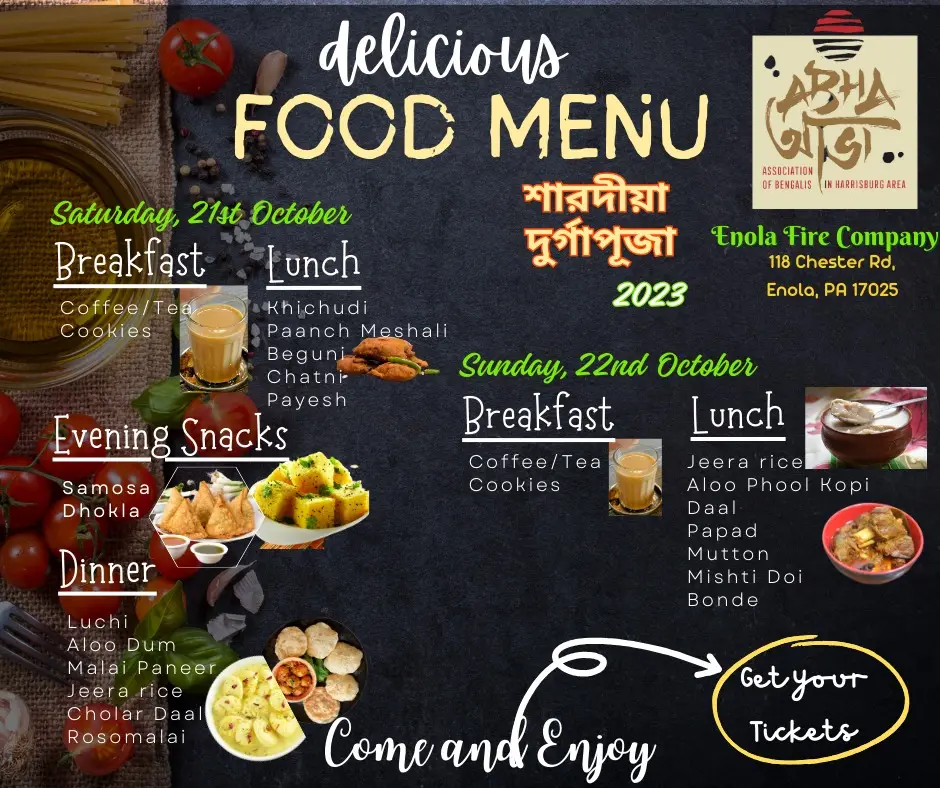 delicious
FOOD MENU
ABHA
আভা
ASSOCIATION
OF BENGALIS IN HARRISBURG AREA
শারদীয়া
দুর্গাপূজা
2023
Enola Fire Company
118 Chester Rd,
Enola, PA 17025
Saturday, 21st October
Breakfast
Coffee/Tea
Cookies
Lunch
Khichudi
Paanch Meshali
Beguni
Chatni
Payesh
Evening Snacks
Samosa
Dhokla
Dinner
Luchi
Aloo Dum
Malai Paneer
Jeera rice
Cholar Daal
Rosomalai
Sunday, 22nd October
Breakfast
Coffee/Tea
Cookies
Lunch
Jeera rice
Aloo Phool Kopi
Daal
Papad
Mutton
Mishti Doi
Bonde
Come and Enjoy
Get Your
Tickets